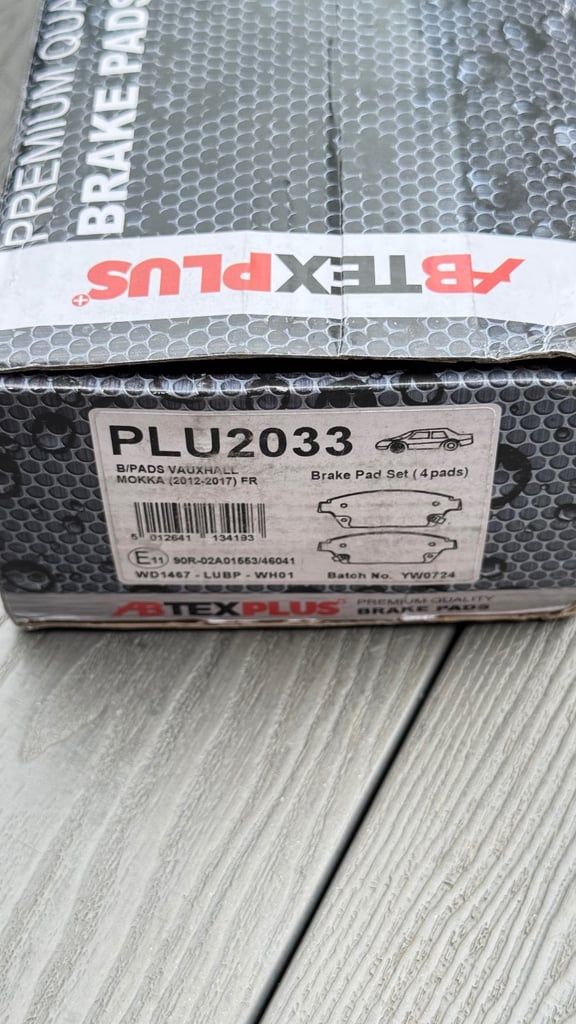 PREMIUM QUA
BRAKE PADS
ABTEXPLUS+
PLU2033
B/PADS VAUXHALL
MOKKA (2012-2017) FR
Brake Pad Set (4 pads)
5 012641 134193
E11 90R-02A01553/46041
WD1467 - LUBP - WH01
Batch No. YW0724
ABTEXPLUS
PREMIUM QUALITY
BRAKE PADS